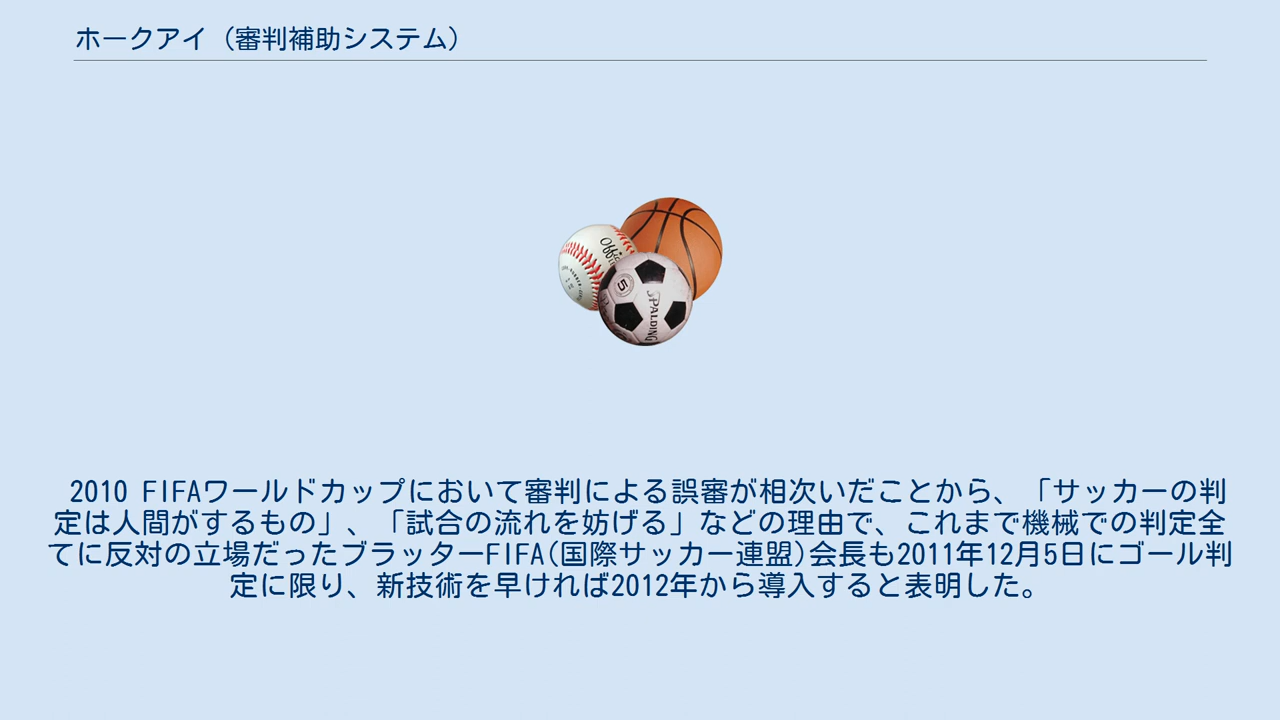 ホークアイ（審判補助システム）
Offic
5
SPALDING
2010 FIFAワールドカップにおいて審判による誤審が相次いだことから、「サッカーの判
定は人間がするもの」、「試合の流れを妨げる」などの理由で、これまで機械での判定全
てに反対の立場だったブラッターFIFA(国際サッカー連盟)会長も2011年12月5日にゴール判
定に限り、新技術を早ければ2012年から導入すると表明した。